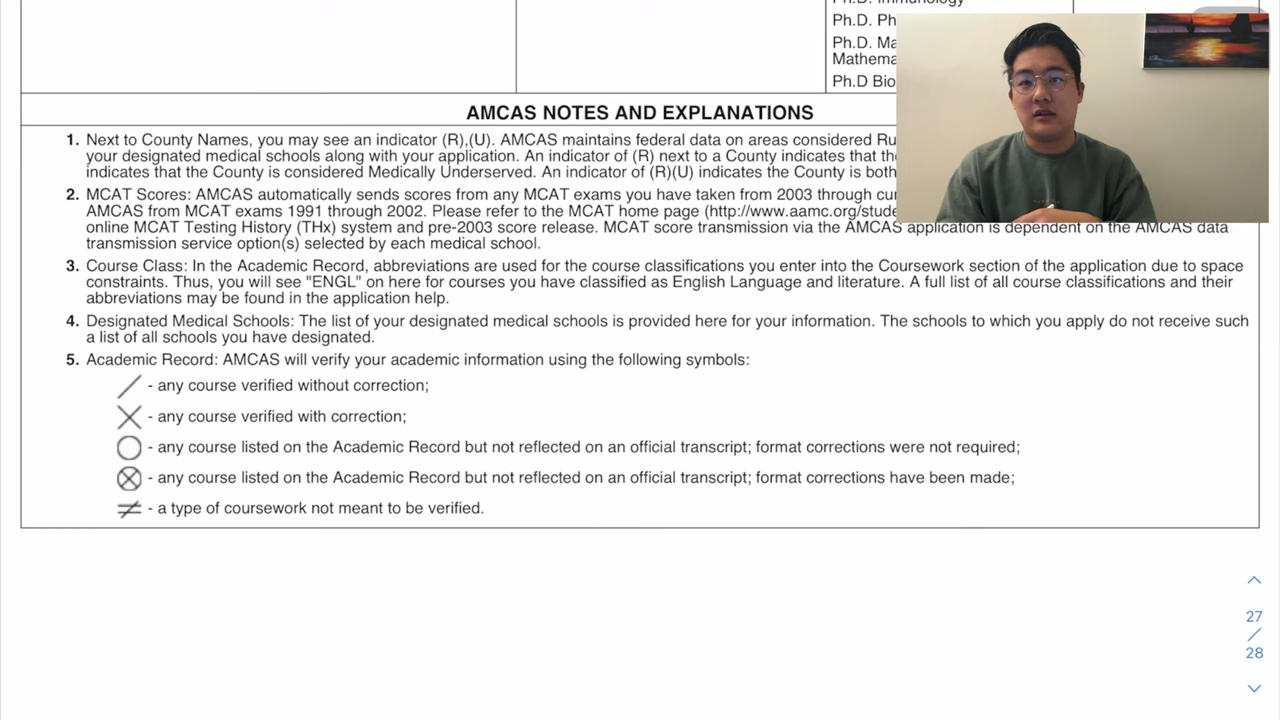 Ph.D. Immunology
Ph.D. Ph
Ph.D. Ma
Mathema
Ph.D Bio
AMCAS NOTES AND EXPLANATIONS
1. Next to County Names, you may see an indicator (R),(U). AMCAS maintains federal data on areas considered Ru
your designated medical schools along with your application. An indicator of (R) next to a County indicates that the
indicates that the County is considered Medically Underserved. An indicator of (R)(U) indicates the County is both
2. MCAT Scores: AMCAS automatically sends scores from any MCAT exams you have taken from 2003 through cur
AMCAS from MCAT exams 1991 through 2002. Please refer to the MCAT home page (http://www.aamc.org/stude
online MCAT Testing History (THx) system and pre-2003 score release. MCAT score transmission via the AMCAS application is dependent on the AMCAS data
transmission service option(s) selected by each medical school.
3. Course Class: In the Academic Record, abbreviations are used for the course classifications you enter into the Coursework section of the application due to space
constraints. Thus, you will see "ENGL" on here for courses you have classified as English Language and literature. A full list of all course classifications and their
abbreviations may be found in the application help.
4. Designated Medical Schools: The list of your designated medical schools is provided here for your information. The schools to which you apply do not receive such
a list of all schools you have designated.
5. Academic Record: AMCAS will verify your academic information using the following symbols:
- any course verified without correction;
- any course verified with correction;
- any course listed on the Academic Record but not reflected on an official transcript; format corrections were not required;
- any course listed on the Academic Record but not reflected on an official transcript; format corrections have been made;
- a type of coursework not meant to be verified.
27
/
28